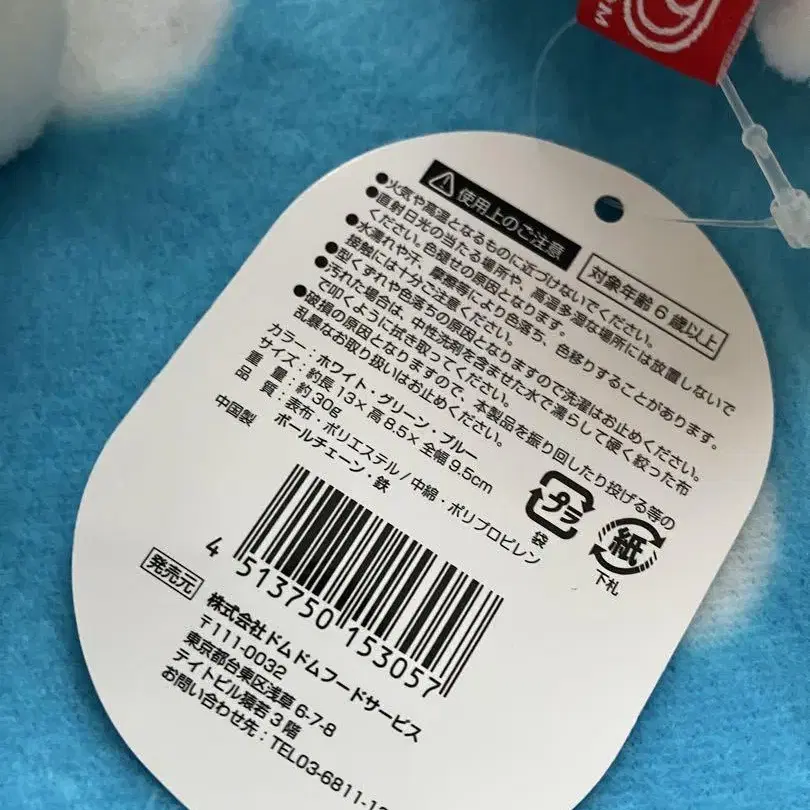 ⚠使用上のご注意
対象年齢6歳以上
●火気や高温となるものに近づけないでください。
●直射日光の当たる場所や、高温多湿な場所には放置しないで
ください。色褪せの原因となります。
●水濡れや汗、摩擦等により色落ち、色移りすることがあります。
接触には十分ご注意ください。
●型くずれや色落ちの原因となりますので洗濯はお止めください。
●汚れた場合は、中性洗剤を含ませた水で濡らして硬く絞った布
で叩くように拭き取ってください。
●破損の原因となりますので、本製品を振り回したり投げる等の
乱暴なお取り扱いはお止めください。
カラー:ホワイト・グリーン・ブルー
サイズ:約長13×高8.5×全幅9.5cm
重量:約30g
品質:表布・ポリエステル/中綿・ポリプロピレン
ボールチェーン・鉄
中国製
プラ
袋
紙
下札
4 513750 153057
発売元
株式会社ドムドムフードサービス
〒111-0032
東京都台東区浅草6-7-8
テイトビル猿若3階
お問い合わせ先:TEL03-6811-1